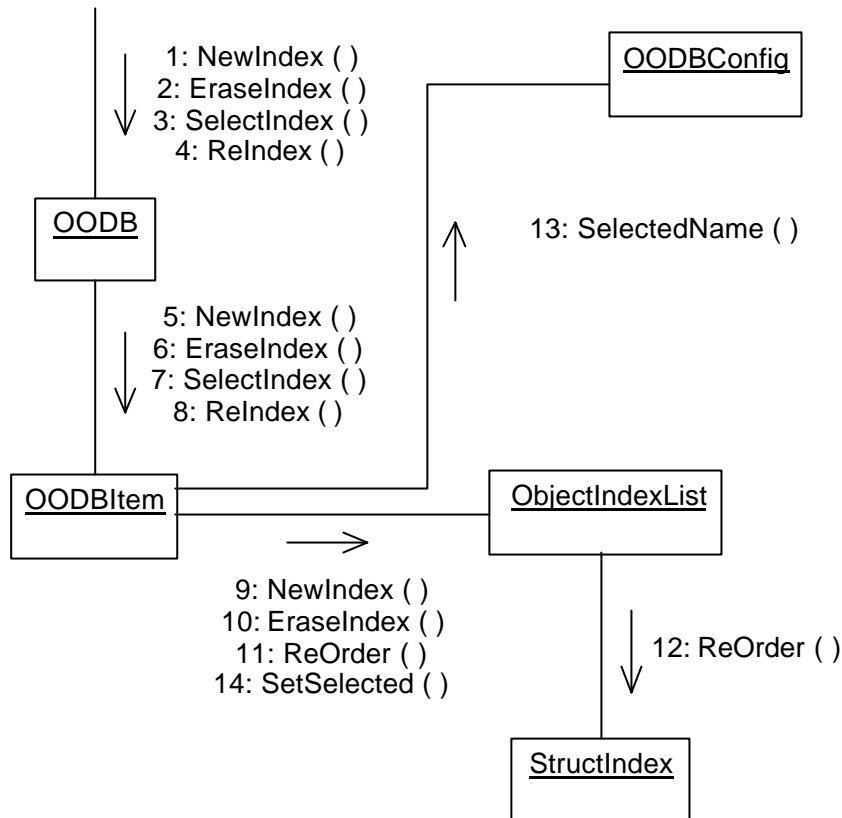 1: NewIndex ( )
2: EraseIndex ( )
3: SelectIndex ( )
4: ReIndex ( )
OODBConfig
OODB
13: SelectedName ( )
5: NewIndex ( )
6: EraseIndex ( )
7: SelectIndex ( )
8: ReIndex ( )
OODBItem
ObjectIndexList
9: NewIndex ( )
10: EraseIndex ( )
11: ReOrder ( )
14: SetSelected ( )
12: ReOrder ( )
StructIndex